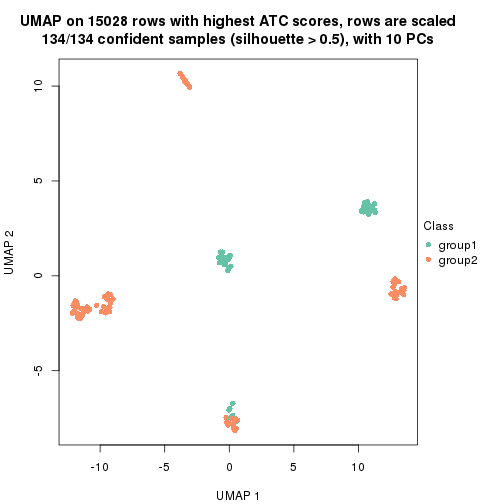 UMAP on 15028 rows with highest ATC scores, rows are scaled
134/134 confident samples (silhouette > 0.5), with 10 PCs
10
5
0
-5
UMAP 2
-10
-5
0
5
10
UMAP 1
Class
group1
group2